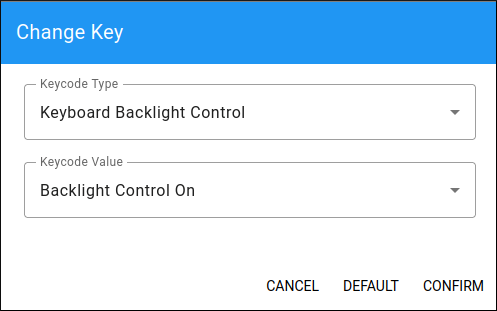 Change Key
Keycode Type
Keyboard Backlight Control
Keycode Value
Backlight Control On
CANCEL DEFAULT CONFIRM